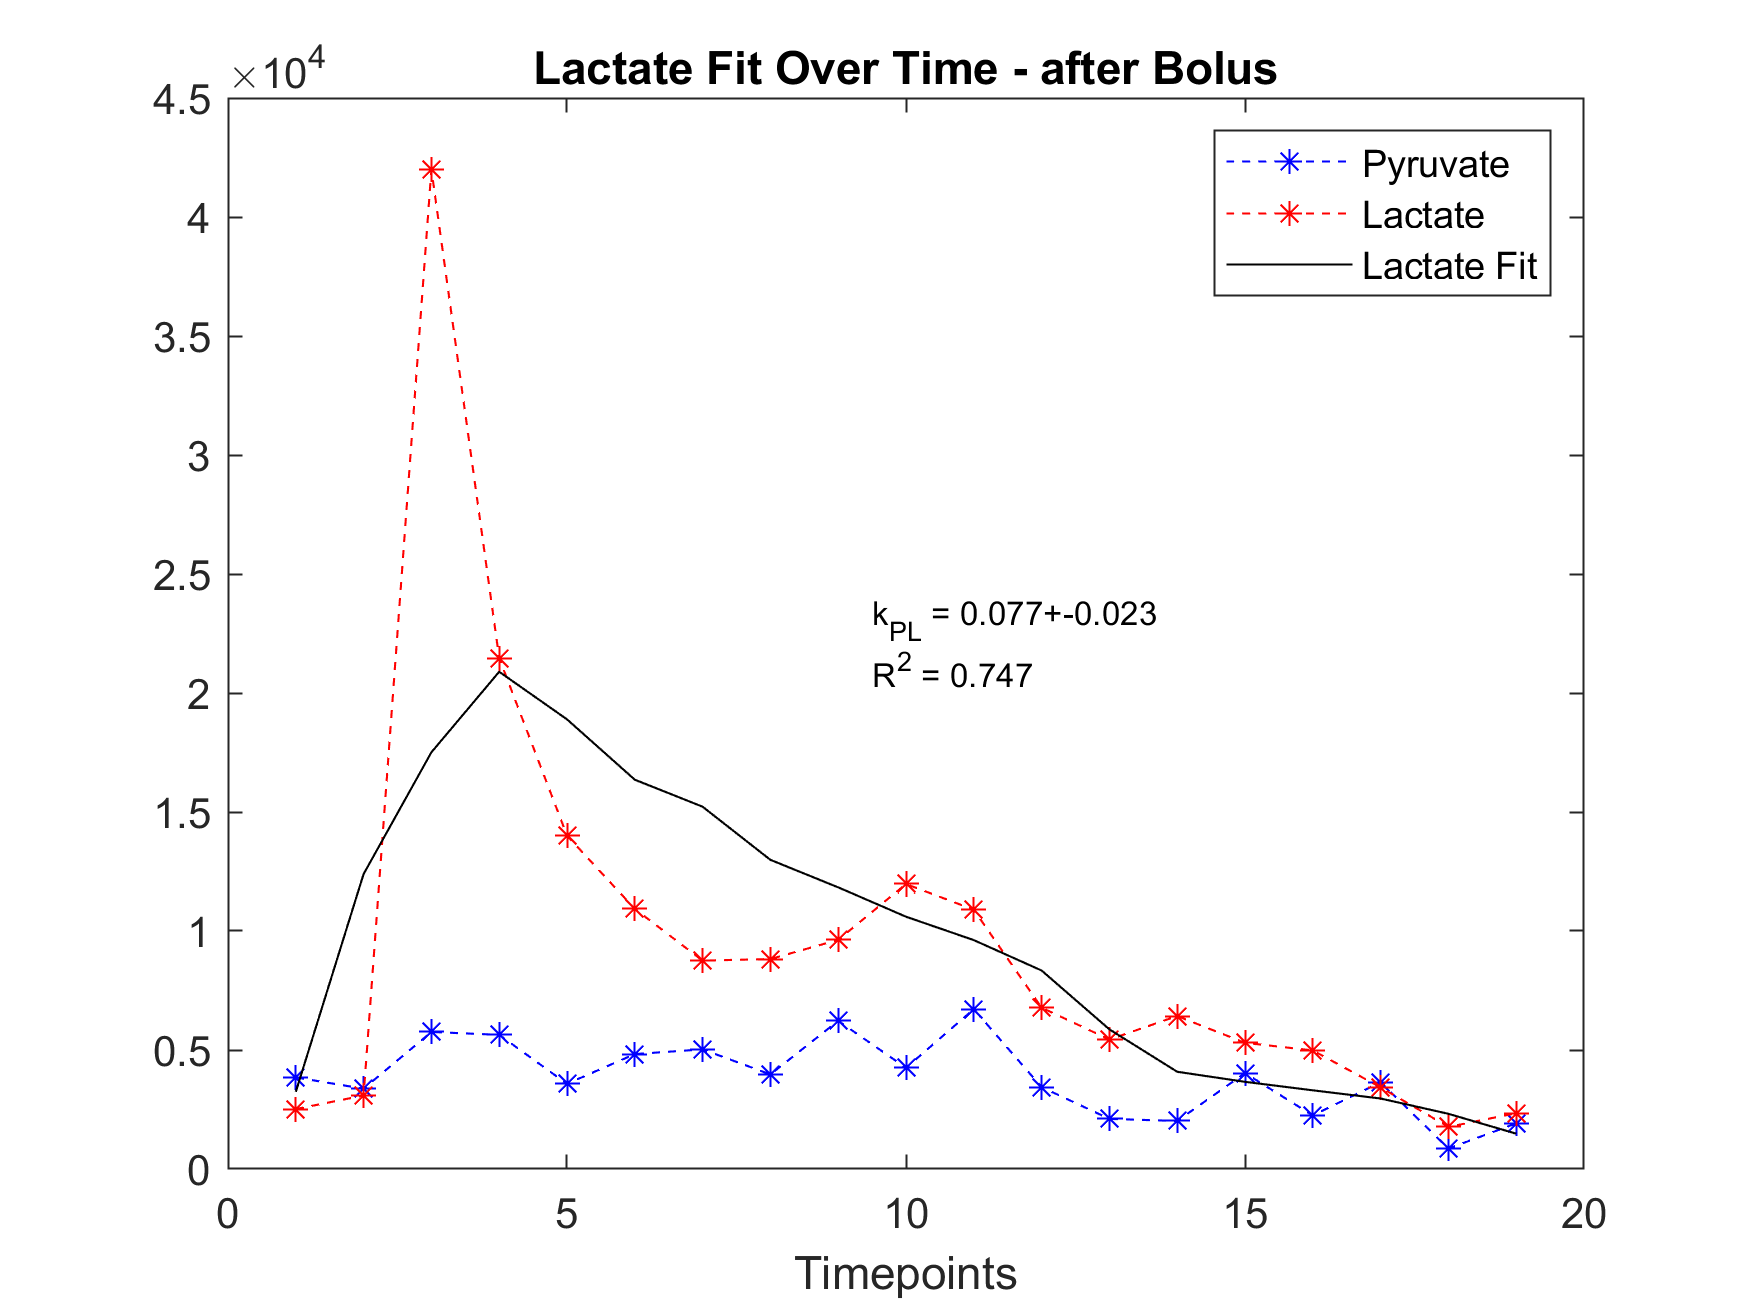 Lactate Fit Over Time - after Bolus
×10^4
4.5
4
3.5
3
2.5
2
1.5
1
0.5
0
Pyruvate
Lactate
Lactate Fit
k_PL = 0.077+-0.023
R^2 = 0.747
0 5 10 15 20
Timepoints